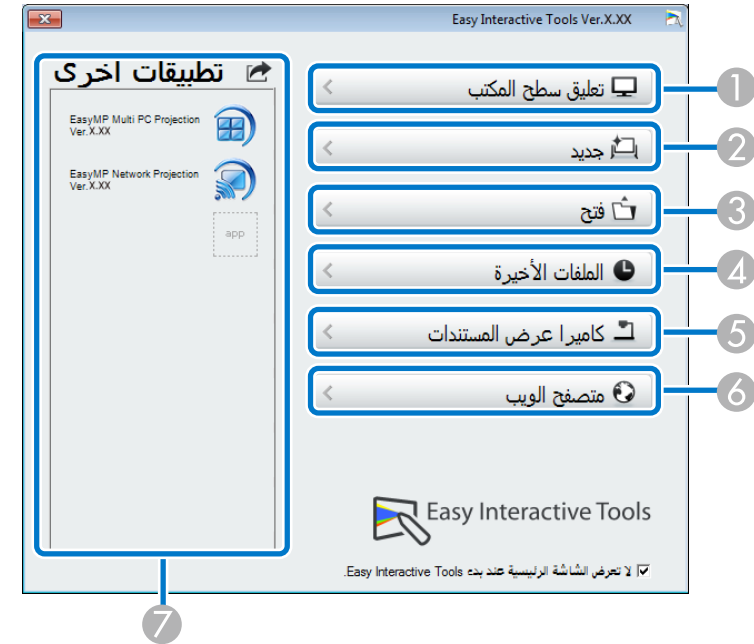 Easy Interactive Tools Ver.X.XX
تعليق سطح المكتب
1
جديد
2
فتح
3
الملفات الأخيرة
4
كاميرا عرض المستندات
5
متصفح الويب
6
تطبيقات اخرى
EasyMP Multi PC Projection
Ver.X.XX
EasyMP Network Projection
Ver.X.XX
app
Easy Interactive Tools
لا تعرض الشاشة الرئيسية عند بدء Easy Interactive Tools.
7